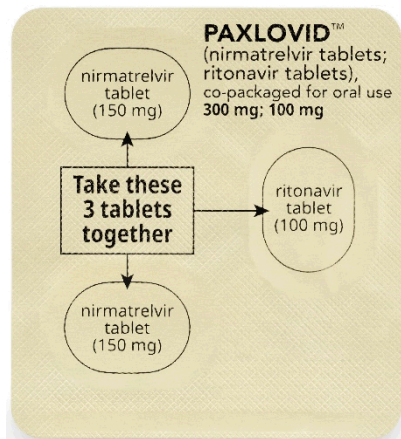 PAXLOVID™
(nirmatrelvir tablets;
ritonavir tablets),
co-packaged for oral use
300 mg; 100 mg
nirmatrelvir
tablet
(150 mg)
Take these
3 tablets
together
ritonavir
tablet
(100 mg)
nirmatrelvir
tablet
(150 mg)